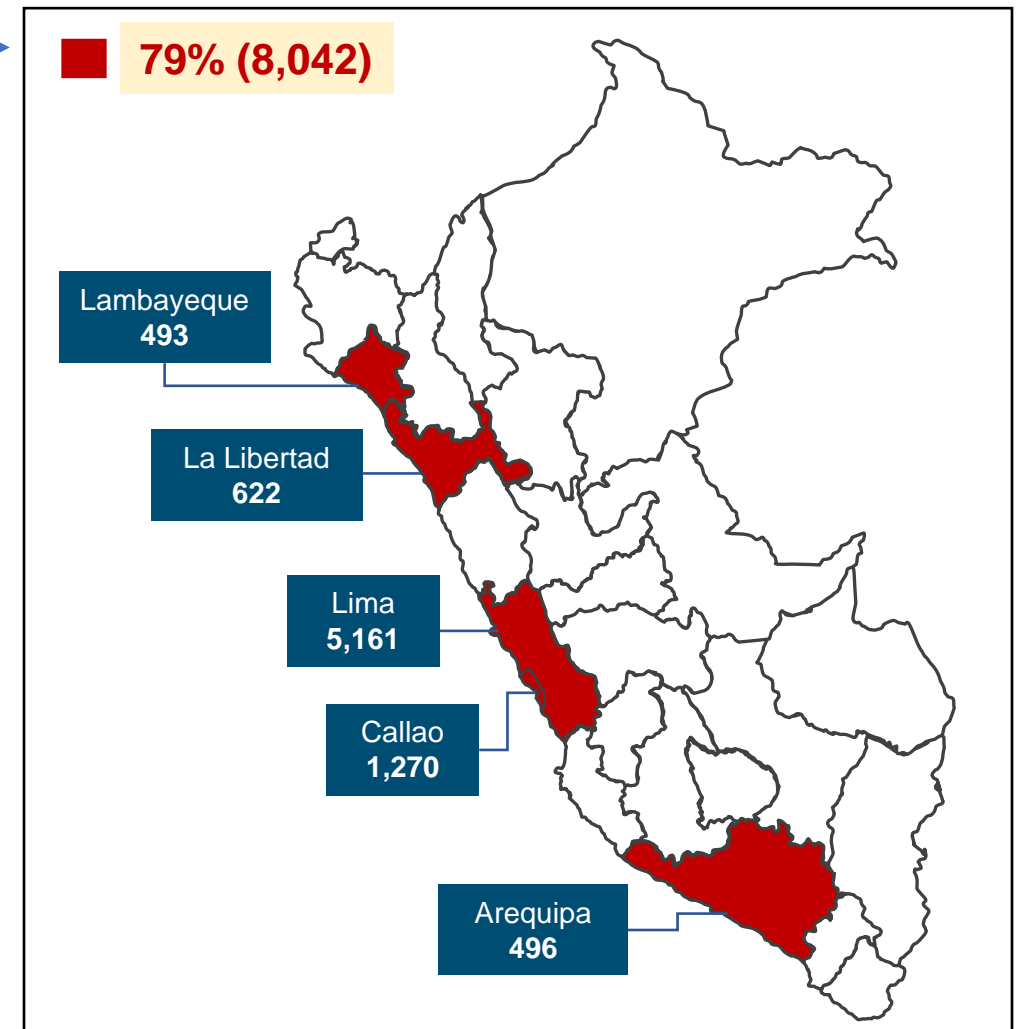 79% (8,042)
Lambayeque
493
La Libertad
622
Lima
5,161
Callao
1,270
Arequipa
496